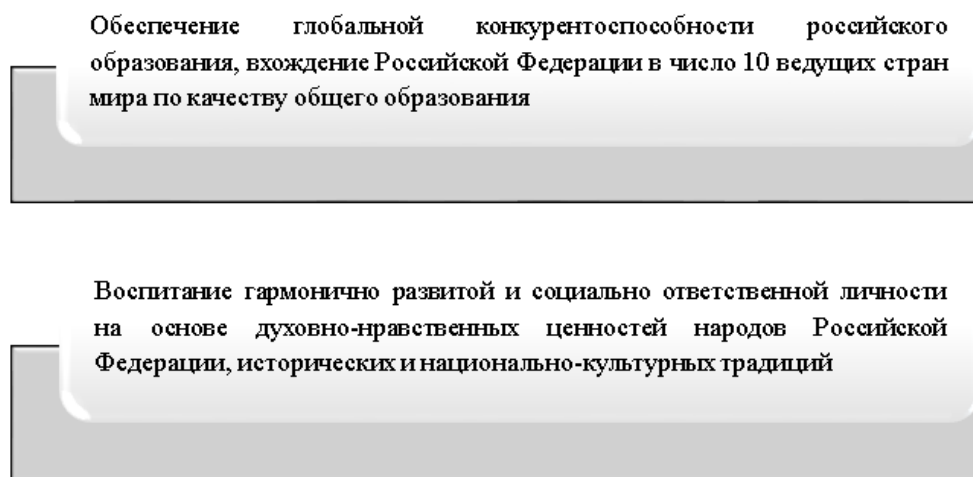 Обеспечение глобальной конкурентоспособности российского
образования, вхождение Российской Федерации в число 10 ведущих стран
мира по качеству общего образования
Воспитание гармонично развитой и социально ответственной личности
на основе духовно-нравственных ценностей народов Российской
Федерации, исторических и национально-культурных традиций